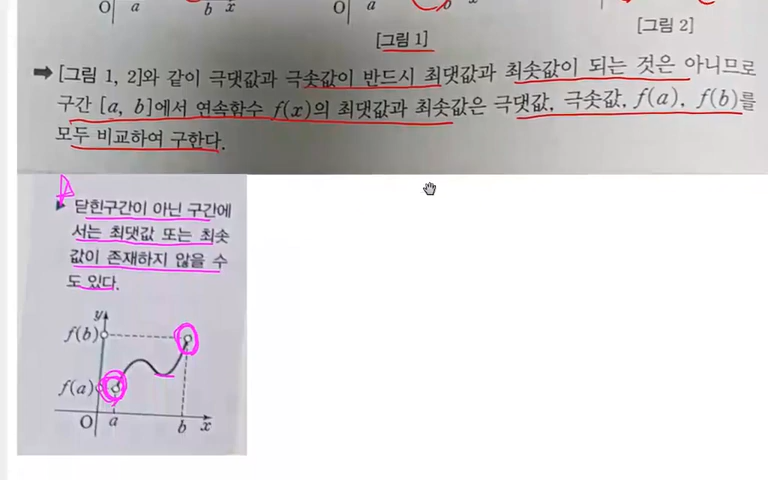 O a b x
O a b x
[그림 1]
[그림 2]
➡ [그림 1, 2]와 같이 극댓값과 극솟값이 반드시 최댓값과 최솟값이 되는 것은 아니므로
구간 [a, b]에서 연속함수 f(x)의 최댓값과 최솟값은 극댓값, 극솟값, f(a), f(b)를
모두 비교하여 구한다.
▶ 닫힌구간이 아닌 구간에
서는 최댓값 또는 최솟
값이 존재하지 않을 수
도 있다.
y
f(b)
f(a)
O a b x